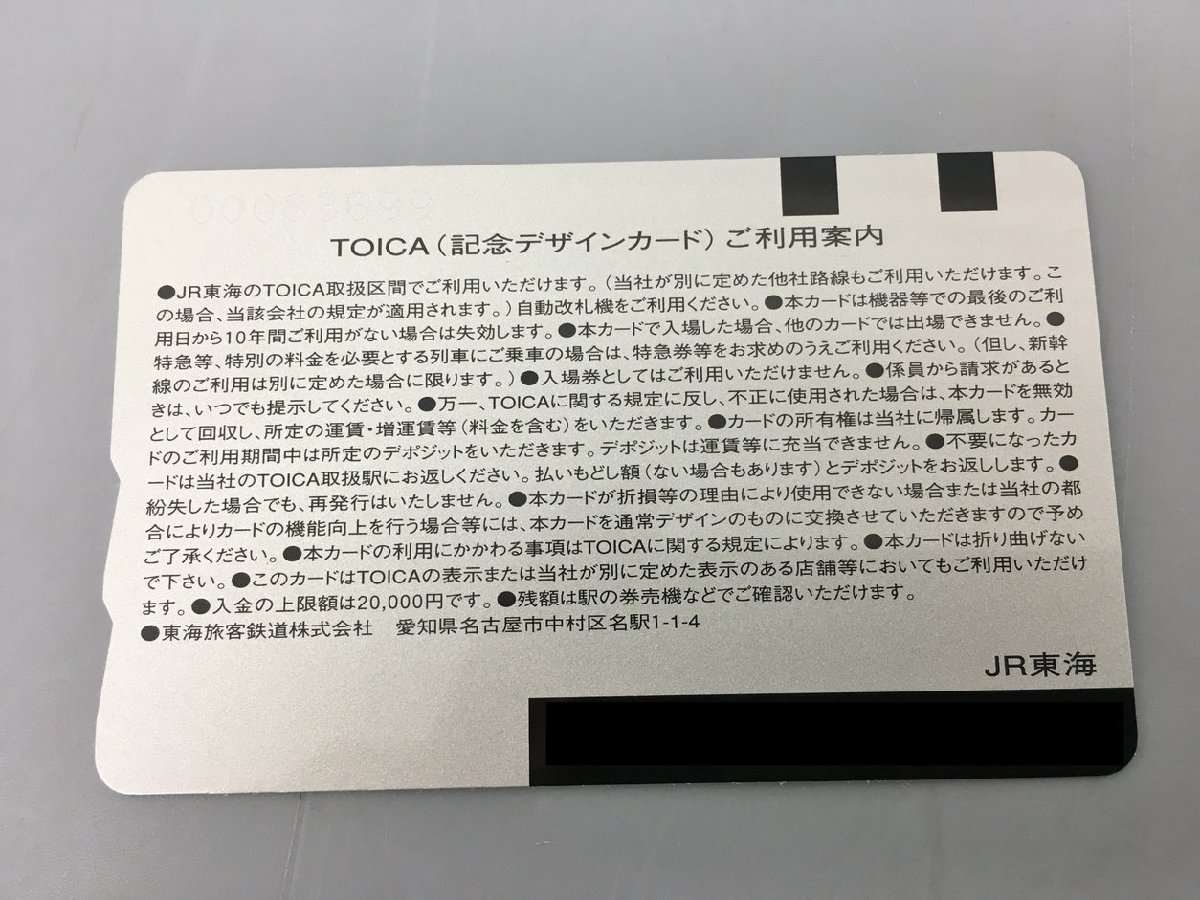 TOICA（記念デザインカード）ご利用案内
●JR東海のTOICA取扱区間でご利用いただけます。（当社が別に定めた他社路線もご利用いただけます。こ
の場合、当該会社の規定が適用されます。）自動改札機をご利用ください。●本カードは機器等での最後のご利
用日から10年間ご利用がない場合は失効します。●本カードで入場した場合、他のカードでは出場できません。●
特急等、特別の料金を必要とする列車にご乗車の場合は、特急券等をお求めのうえご利用ください。（但し、新幹
線のご利用は別に定めた場合に限ります。）●入場券としてはご利用いただけません。●係員から請求があると
きは、いつでも提示してください。●万一、TOICAに関する規定に反し、不正に使用された場合は、本カードを無効
として回収し、所定の運賃・増運賃等（料金を含む）をいただきます。●カードの所有権は当社に帰属します。カー
ドのご利用期間中は所定のデポジットをいただきます。デポジットは運賃等に充当できません。●不要になったカ
ードは当社のTOICA取扱駅にお返しください。払いもどし額（ない場合もあります）とデポジットをお返しします。●
紛失した場合でも、再発行はいたしません。●本カードが折損等の理由により使用できない場合または当社の都
合によりカードの機能向上を行う場合等には、本カードを通常デザインのものに交換させていただきますので予め
ご了承ください。●本カードの利用にかかわる事項はTOICAに関する規定によります。●本カードは折り曲げない
で下さい。●このカードはTOICAの表示または当社が別に定めた表示のある店舗等においてもご利用いただけ
ます。●入金の上限額は20,000円です。●残額は駅の券売機などでご確認いただけます。
●東海旅客鉄道株式会社　愛知県名古屋市中村区名駅1-1-4
JR東海